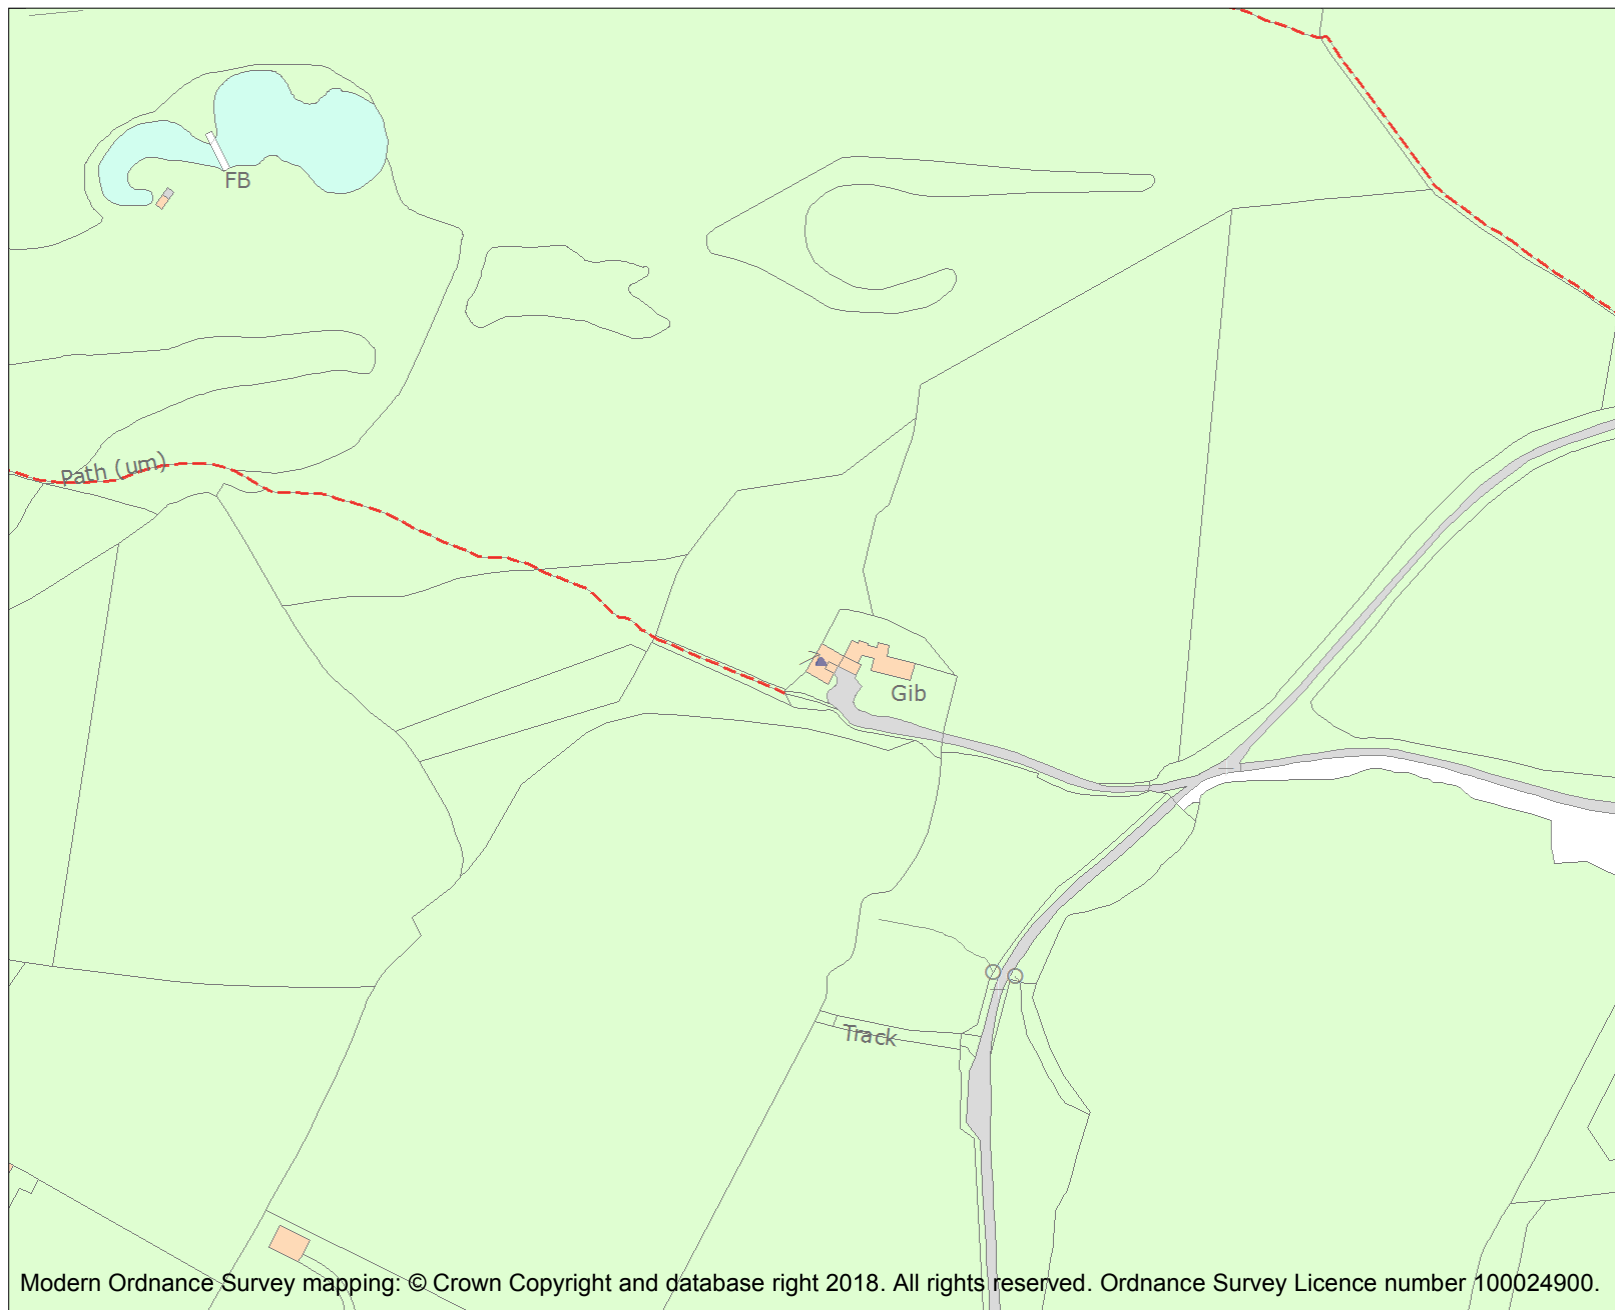 FB
Path (um)
Gib
Track
Modern Ordnance Survey mapping: © Crown Copyright and database right 2018. All rights reserved. Ordnance Survey Licence number 100024900.